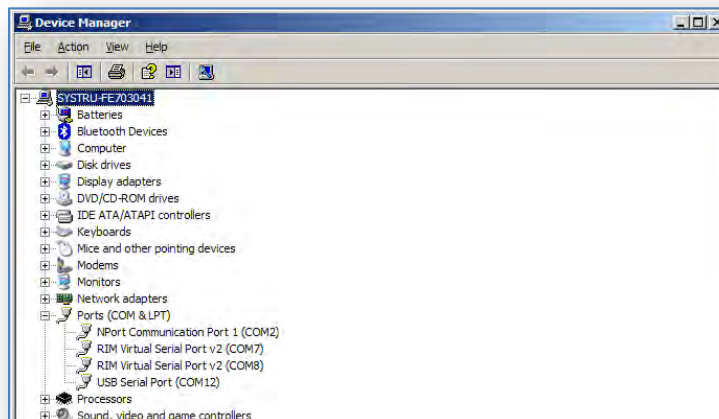 Device Manager
File Action View Help
SYSTRU-FE703041
Batteries
Bluetooth Devices
Computer
Disk drives
Display adapters
DVD/CD-ROM drives
IDE ATA/ATAPI controllers
Keyboards
Mice and other pointing devices
Modems
Monitors
Network adapters
Ports (COM & LPT)
NPort Communication Port 1 (COM2)
RIM Virtual Serial Port v2 (COM7)
RIM Virtual Serial Port v2 (COM8)
USB Serial Port (COM12)
Processors
Sound, video and game controllers